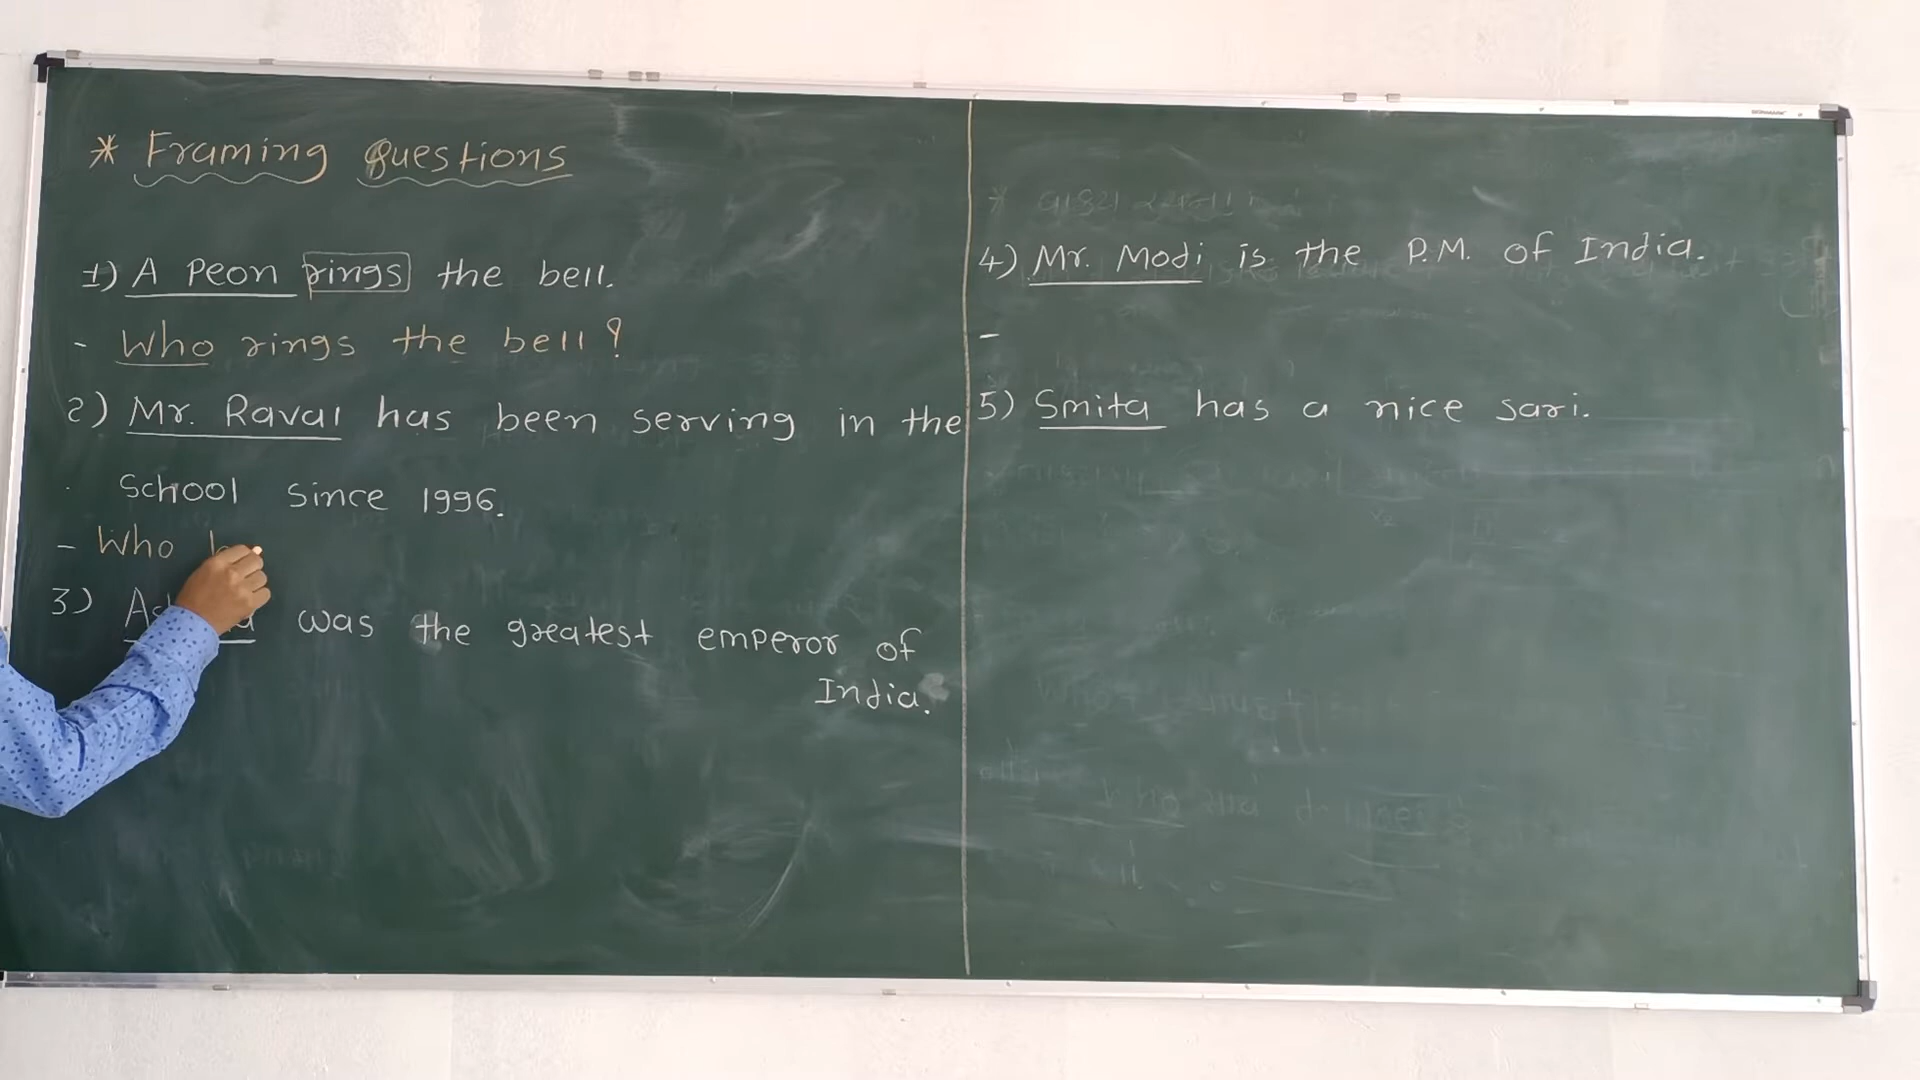 * Framing Questions
1) A Peon rings the bell.
- Who rings the bell?
2) Mr. Raval has been serving in the
School since 1996.
- Who
3) was the greatest emperor of
India.
4) Mr. Modi is the P.M. of India.
-
5) Smita has a nice sari.